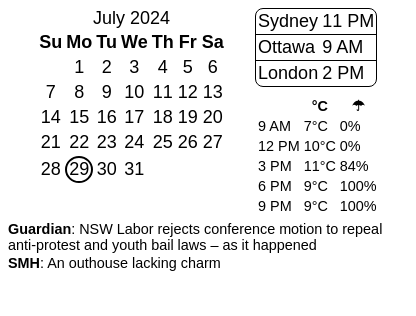 July 2024
Su Mo Tu We Th Fr Sa
1 2 3 4 5 6
7 8 9 10 11 12 13
14 15 16 17 18 19 20
21 22 23 24 25 26 27
28 29 30 31
Sydney 11 PM
Ottawa 9 AM
London 2 PM
°C ☂
9 AM 7°C 0%
12 PM 10°C 0%
3 PM 11°C 84%
6 PM 9°C 100%
9 PM 9°C 100%
Guardian: NSW Labor rejects conference motion to repeal
anti-protest and youth bail laws – as it happened
SMH: An outhouse lacking charm